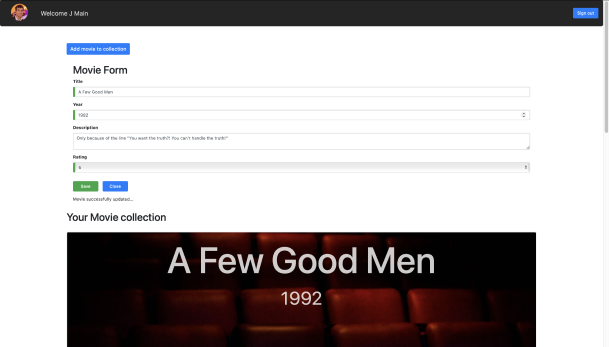 Welcome J Main
Sign out
Add movie to collection
Movie Form
Title
A Few Good Men
Year
1992
Description
Only because of the line "You want the truth?! You can't handle the truth!"
Rating
5
Save
Close
Movie successfully updated...
Your Movie collection
A Few Good Men
1992